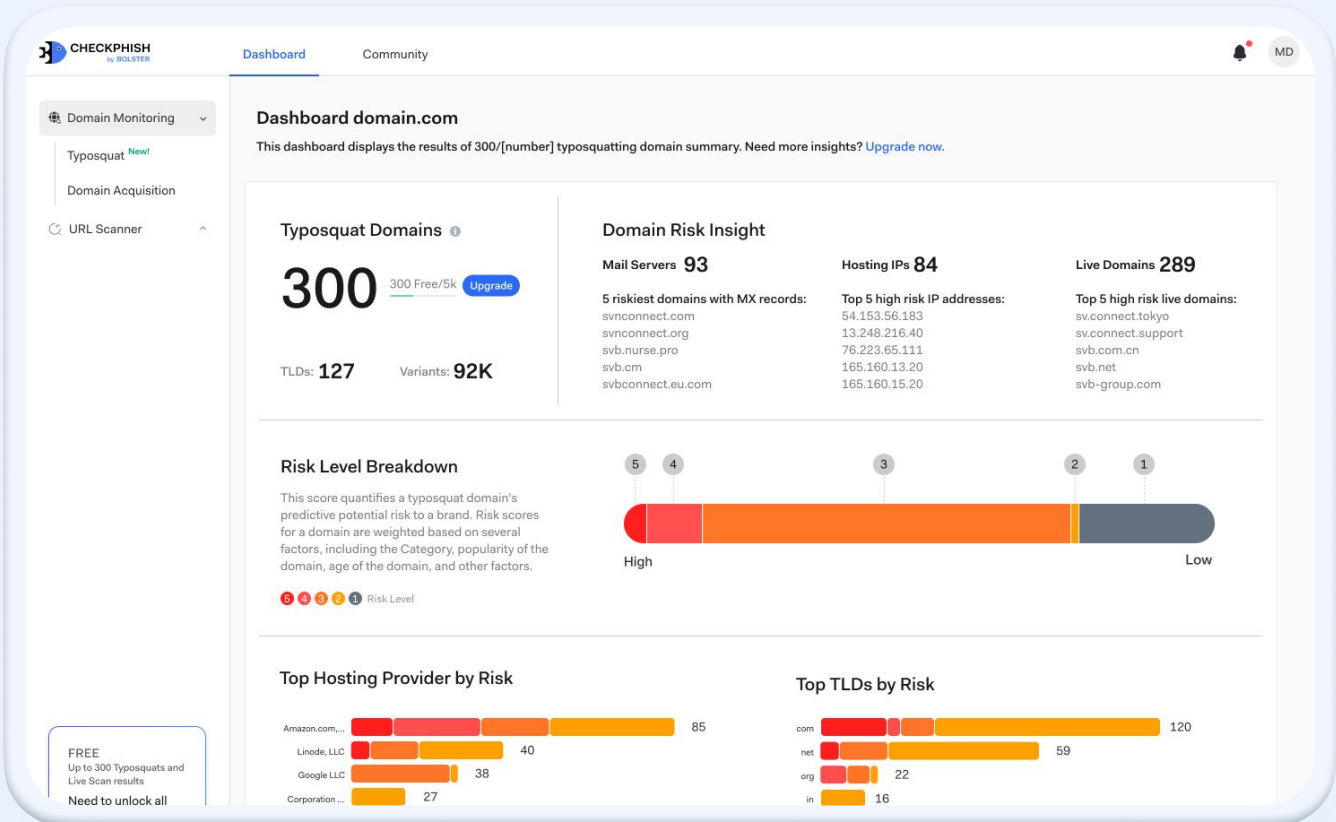 CHECKPHISH
by BOLSTER
Dashboard
Community
MD
Domain Monitoring
Typosquat New!
Domain Acquisition
URL Scanner
Dashboard domain.com
This dashboard displays the results of 300/[number] typosquatting domain summary. Need more insights? Upgrade now.
Typosquat Domains
300
300 Free/5k
Upgrade
TLDs: 127
Variants: 92K
Domain Risk Insight
Mail Servers 93
5 riskiest domains with MX records:
svnconnect.com
svnconnect.org
svb.nurse.pro
svb.cm
svbconnect.eu.com
Hosting IPs 84
Top 5 high risk IP addresses:
54.153.56.183
13.248.216.40
76.223.65.111
165.160.13.20
165.160.15.20
Live Domains 289
Top 5 high risk live domains:
sv.connect.tokyo
sv.connect.support
svb.com.cn
svb.net
svb-group.com
Risk Level Breakdown
This score quantifies a typosquat domain's
predictive potential risk to a brand. Risk scores
for a domain are weighted based on several
factors, including the Category, popularity of the
domain, age of the domain, and other factors.
5 4 3 2 1 Risk Level
5 4 3 2 1
High
Low
Top Hosting Provider by Risk
Amazon.com,... 85
Linode, LLC 40
Google LLC 38
Corporation ... 27
Top TLDs by Risk
com 120
net 59
org 22
in 16
FREE
Up to 300 Typosquats and
Live Scan results
Need to unlock all